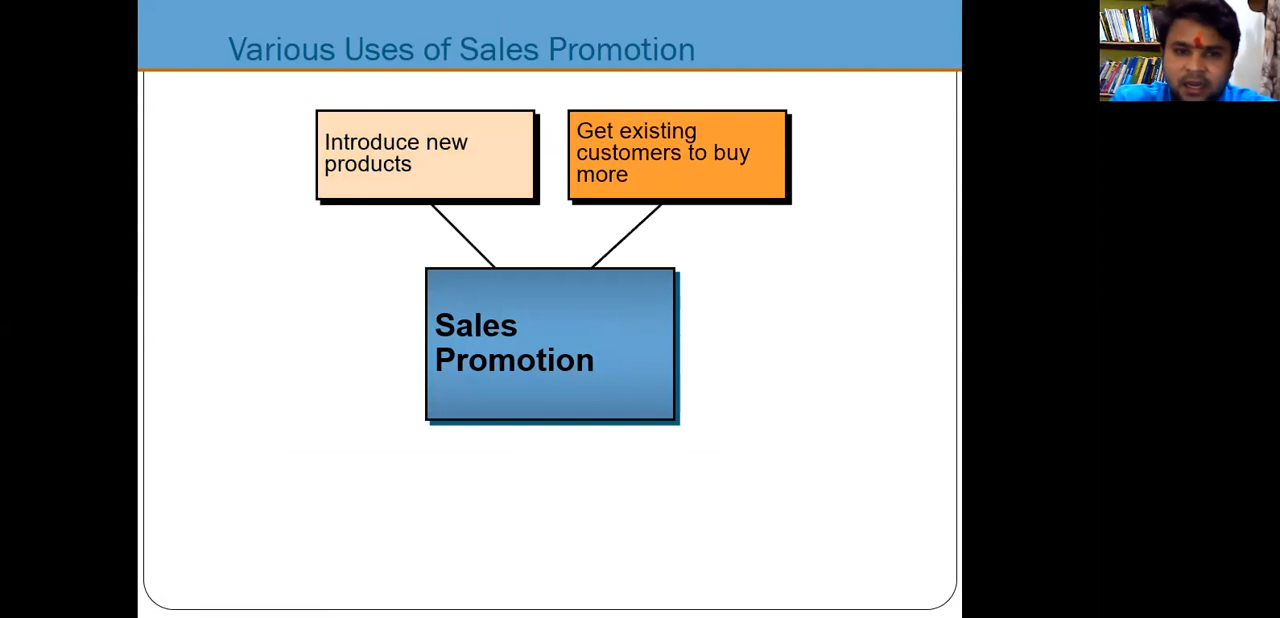 Various Uses of Sales Promotion
Introduce new
products
Get existing
customers to buy
more
Sales
Promotion